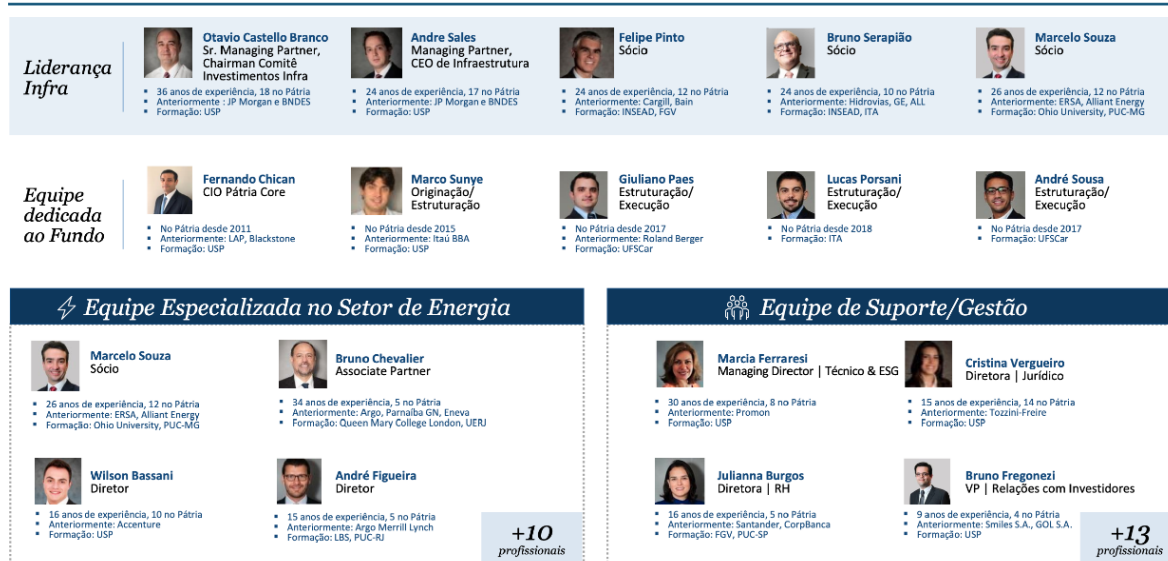 Liderança
Infra
Otavio Castello Branco
Sr. Managing Partner,
Chairman Comitê
Investimentos Infra
36 anos de experiência, 18 no Pátria
Anteriormente : JP Morgan e BNDES
Formação: USP
Andre Sales
Managing Partner,
CEO de Infraestrutura
24 anos de experiência, 17 no Pátria
Anteriormente: JP Morgan e BNDES
Formação: USP
Felipe Pinto
Sócio
24 anos de experiência, 12 no Pátria
Anteriormente: Cargill, Bain
Formação: INSEAD, FGV
Bruno Serapião
Sócio
24 anos de experiência, 10 no Pátria
Anteriormente: Hidrovias, GE, ALL
Formação: INSEAD, ITA
Marcelo Souza
Sócio
26 anos de experiência, 12 no Pátria
Anteriormente: ERSA, Alliant Energy
Formação: Ohio University, PUC-MG
Equipe
dedicada
ao Fundo
Fernando Chican
CIO Pátria Core
No Pátria desde 2011
Anteriormente: LAP, Blackstone
Formação: USP
Marco Sunye
Originação/
Estruturação
No Pátria desde 2015
Anteriormente: Itaú BBA
Formação: USP
Giuliano Paes
Estruturação/
Execução
No Pátria desde 2017
Anteriormente: Roland Berger
Formação: UFSCar
Lucas Porsani
Estruturação/
Execução
No Pátria desde 2018
Formação: ITA
André Sousa
Estruturação/
Execução
No Pátria desde 2017
Formação: UFSCar
Equipe Especializada no Setor de Energia
Marcelo Souza
Sócio
26 anos de experiência, 12 no Pátria
Anteriormente: ERSA, Alliant Energy
Formação: Ohio University, PUC-MG
Bruno Chevalier
Associate Partner
34 anos de experiência, 5 no Pátria
Anteriormente: Argo, Parnaíba GN, Eneva
Formação: Queen Mary College London, UERJ
Wilson Bassani
Diretor
16 anos de experiência, 10 no Pátria
Anteriormente: Accenture
Formação: USP
André Figueira
Diretor
15 anos de experiência, 5 no Pátria
Anteriormente: Argo Merrill Lynch
Formação: LBS, PUC-RJ
+10
profissionais
Equipe de Suporte/Gestão
Marcia Ferraresi
Managing Director | Técnico & ESG
30 anos de experiência, 8 no Pátria
Anteriormente: Promon
Formação: USP
Cristina Vergueiro
Diretora | Jurídico
15 anos de experiência, 14 no Pátria
Anteriormente: Tozzini-Freire
Formação: USP
Julianna Burgos
Diretora | RH
16 anos de experiência, 5 no Pátria
Anteriormente: Santander, CorpBanca
Formação: FGV, PUC-SP
Bruno Fregonezi
VP | Relações com Investidores
9 anos de experiência, 4 no Pátria
Anteriormente: Smiles S.A., GOL S.A.
Formação: USP
+13
profissionais